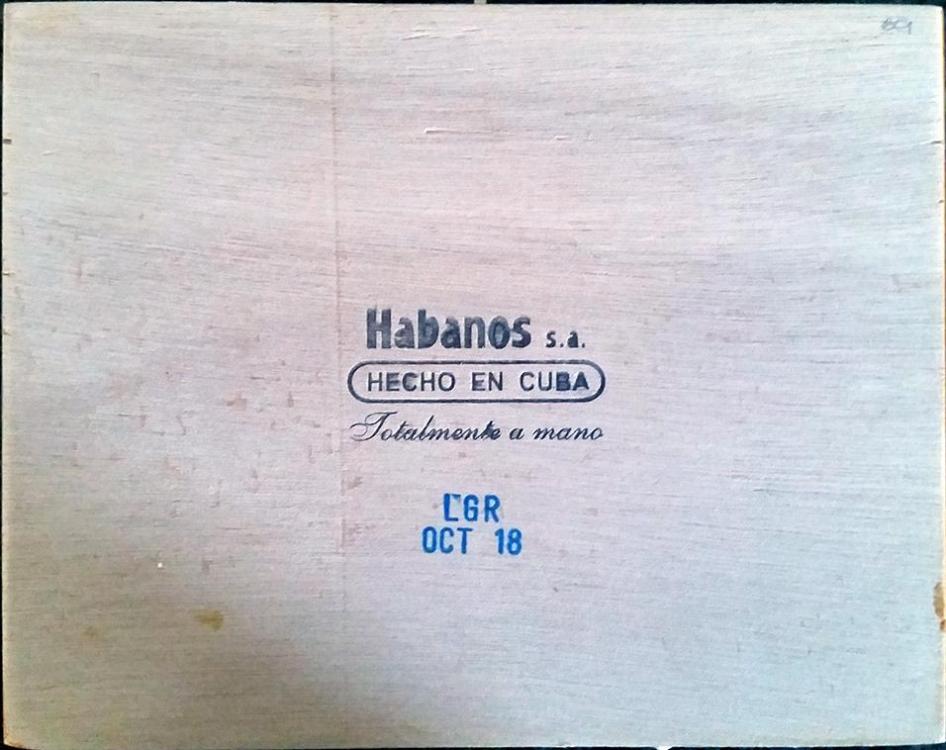 Habanos s.a.
HECHO EN CUBA
Totalmente a mano
LGR
OCT 18